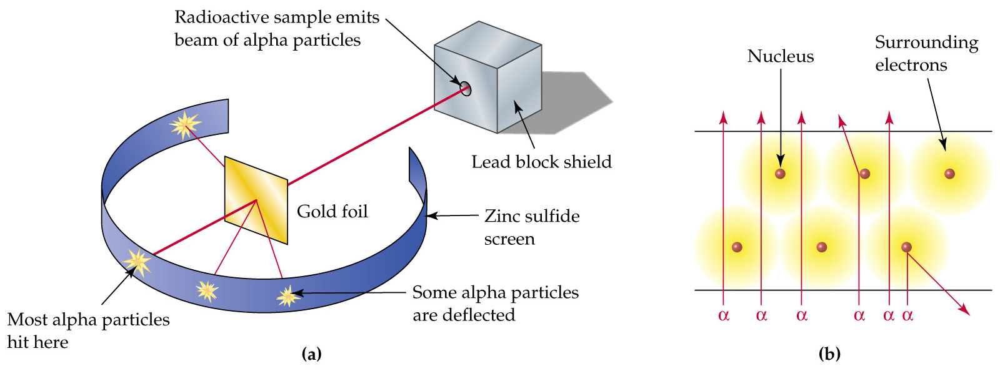 Radioactive sample emits
beam of alpha particles
Lead block shield
Gold foil
Zinc sulfide
screen
Some alpha particles
are deflected
Most alpha particles
hit here
(a)
Nucleus
Surrounding
electrons
α α α α α α
(b)